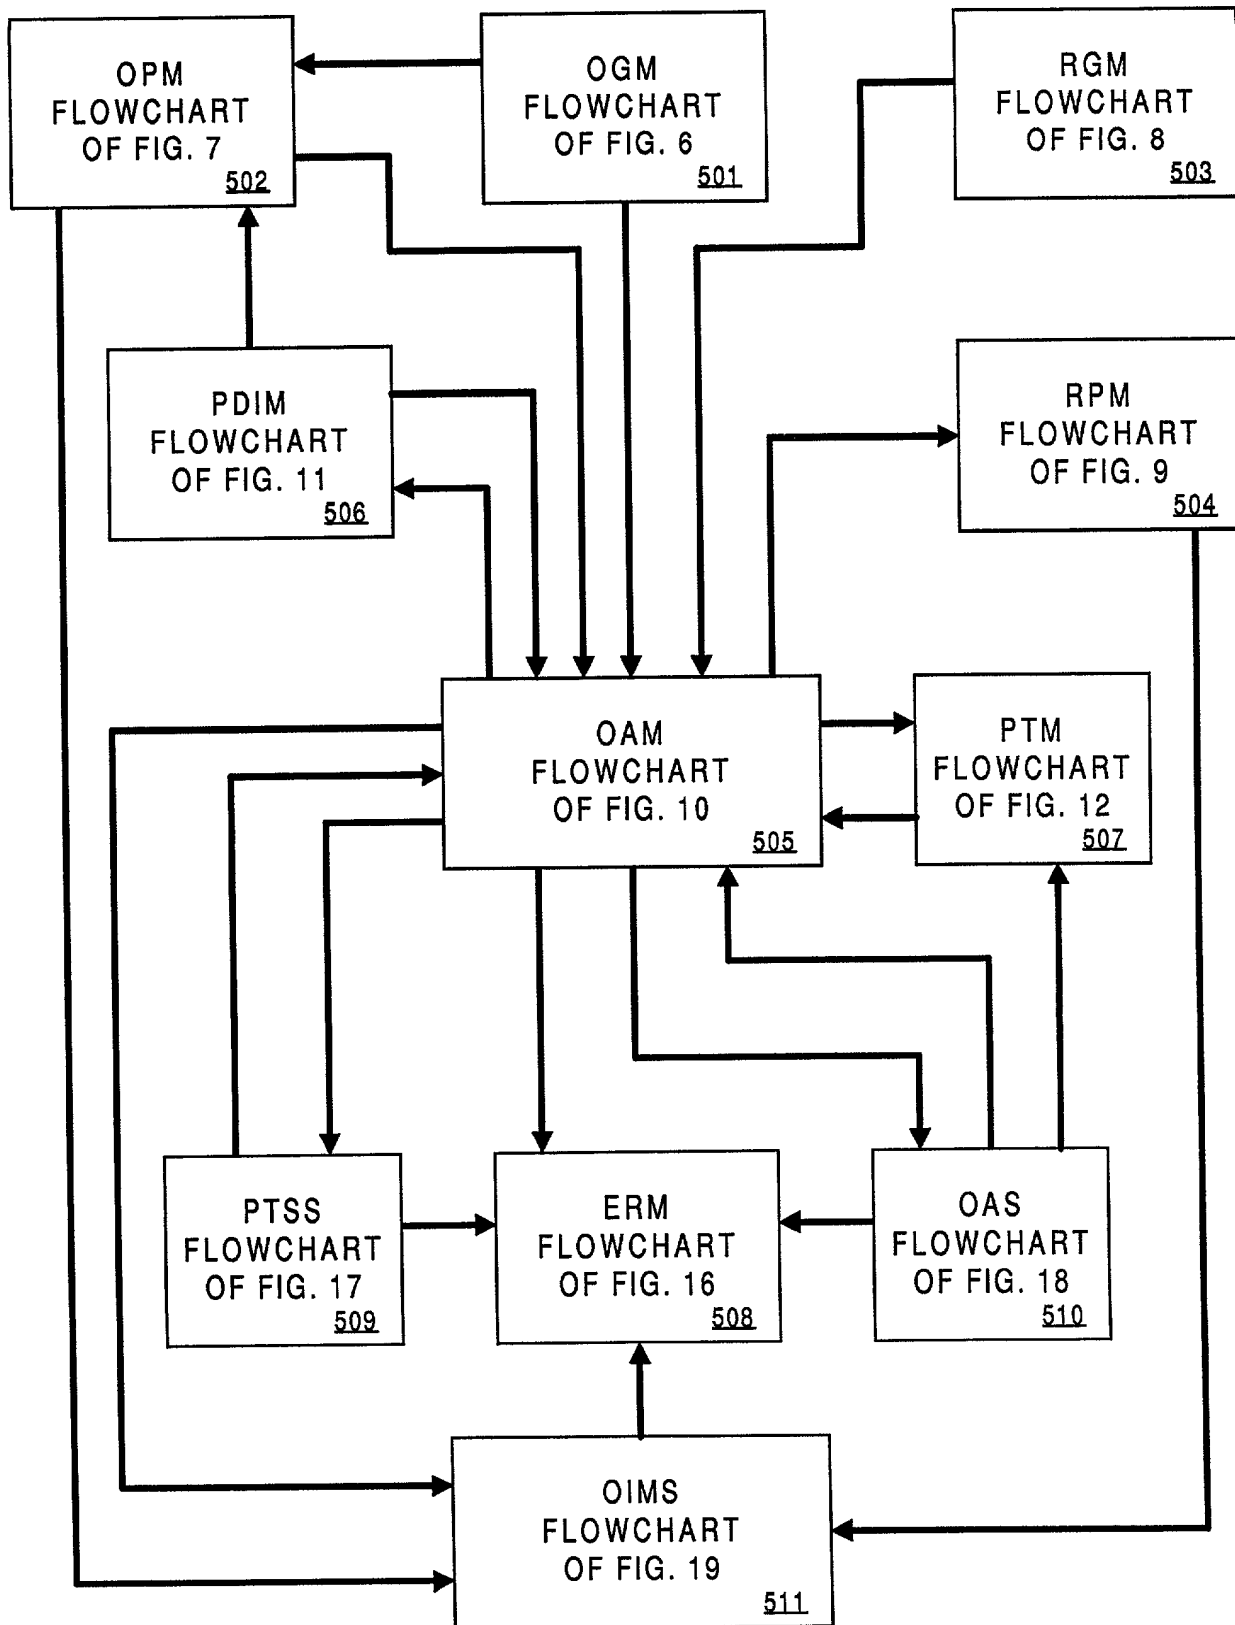 OPM
FLOWCHART
OF FIG. 7
502
OGM
FLOWCHART
OF FIG. 6
501
RGM
FLOWCHART
OF FIG. 8
503
PDIM
FLOWCHART
OF FIG. 11
506
RPM
FLOWCHART
OF FIG. 9
504
OAM
FLOWCHART
OF FIG. 10
505
PTM
FLOWCHART
OF FIG. 12
507
PTSS
FLOWCHART
OF FIG. 17
509
ERM
FLOWCHART
OF FIG. 16
508
OAS
FLOWCHART
OF FIG. 18
510
OIMS
FLOWCHART
OF FIG. 19
511